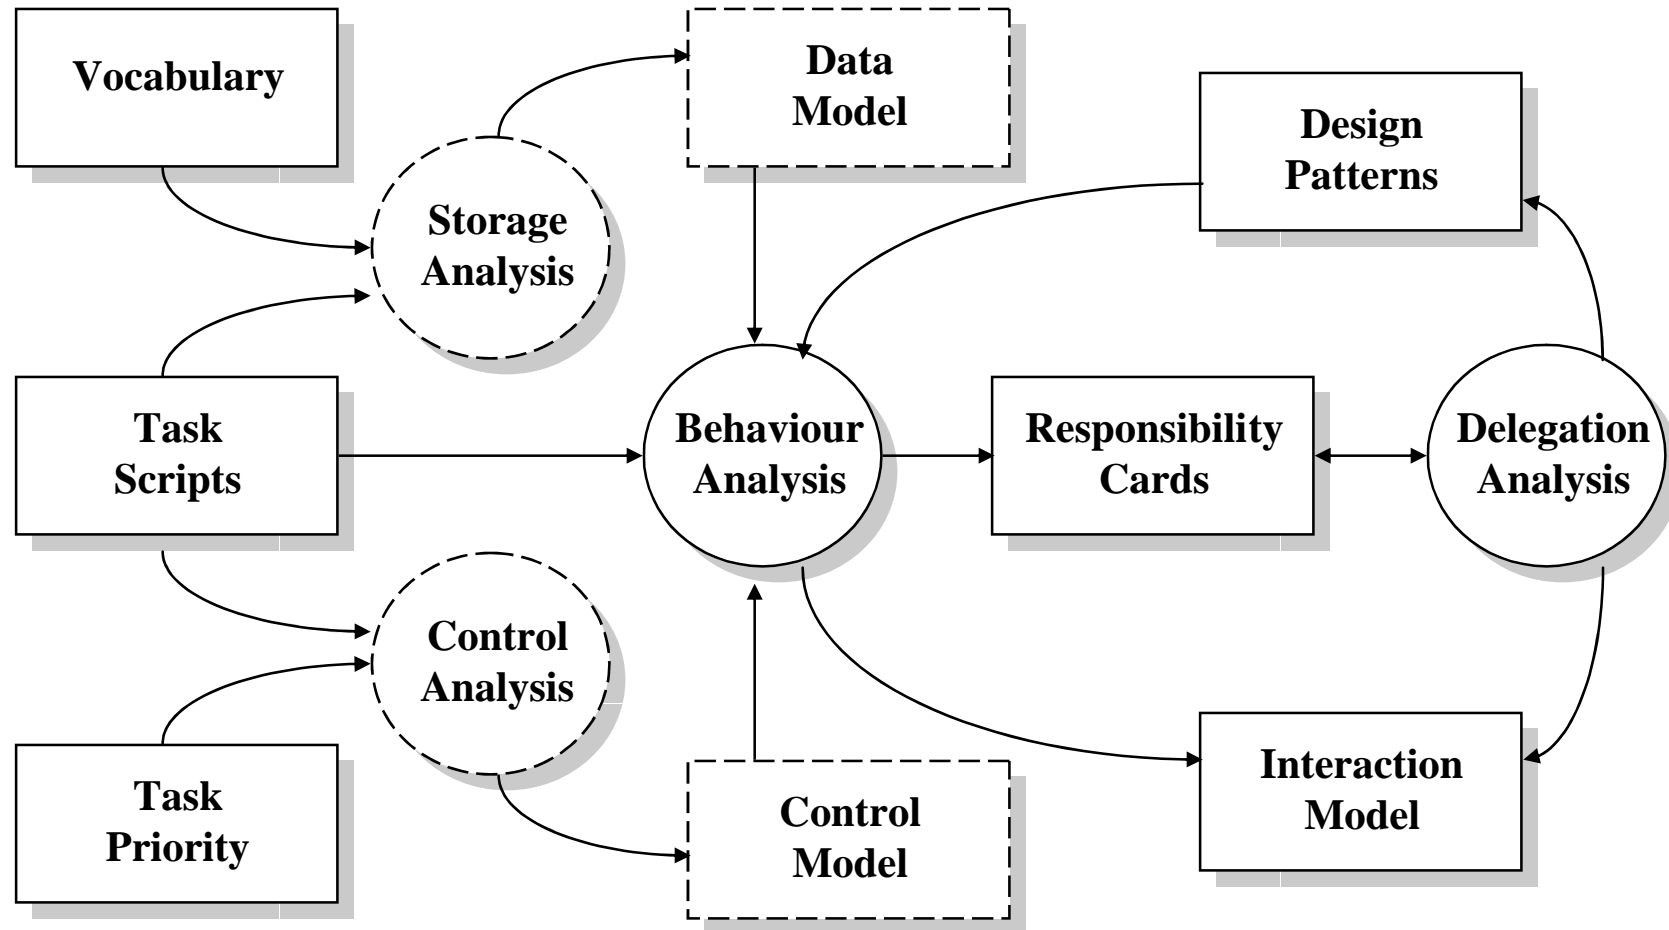 Vocabulary
Data
Model
Design
Patterns
Storage
Analysis
Task
Scripts
Behaviour
Analysis
Responsibility
Cards
Delegation
Analysis
Control
Analysis
Task
Priority
Control
Model
Interaction
Model